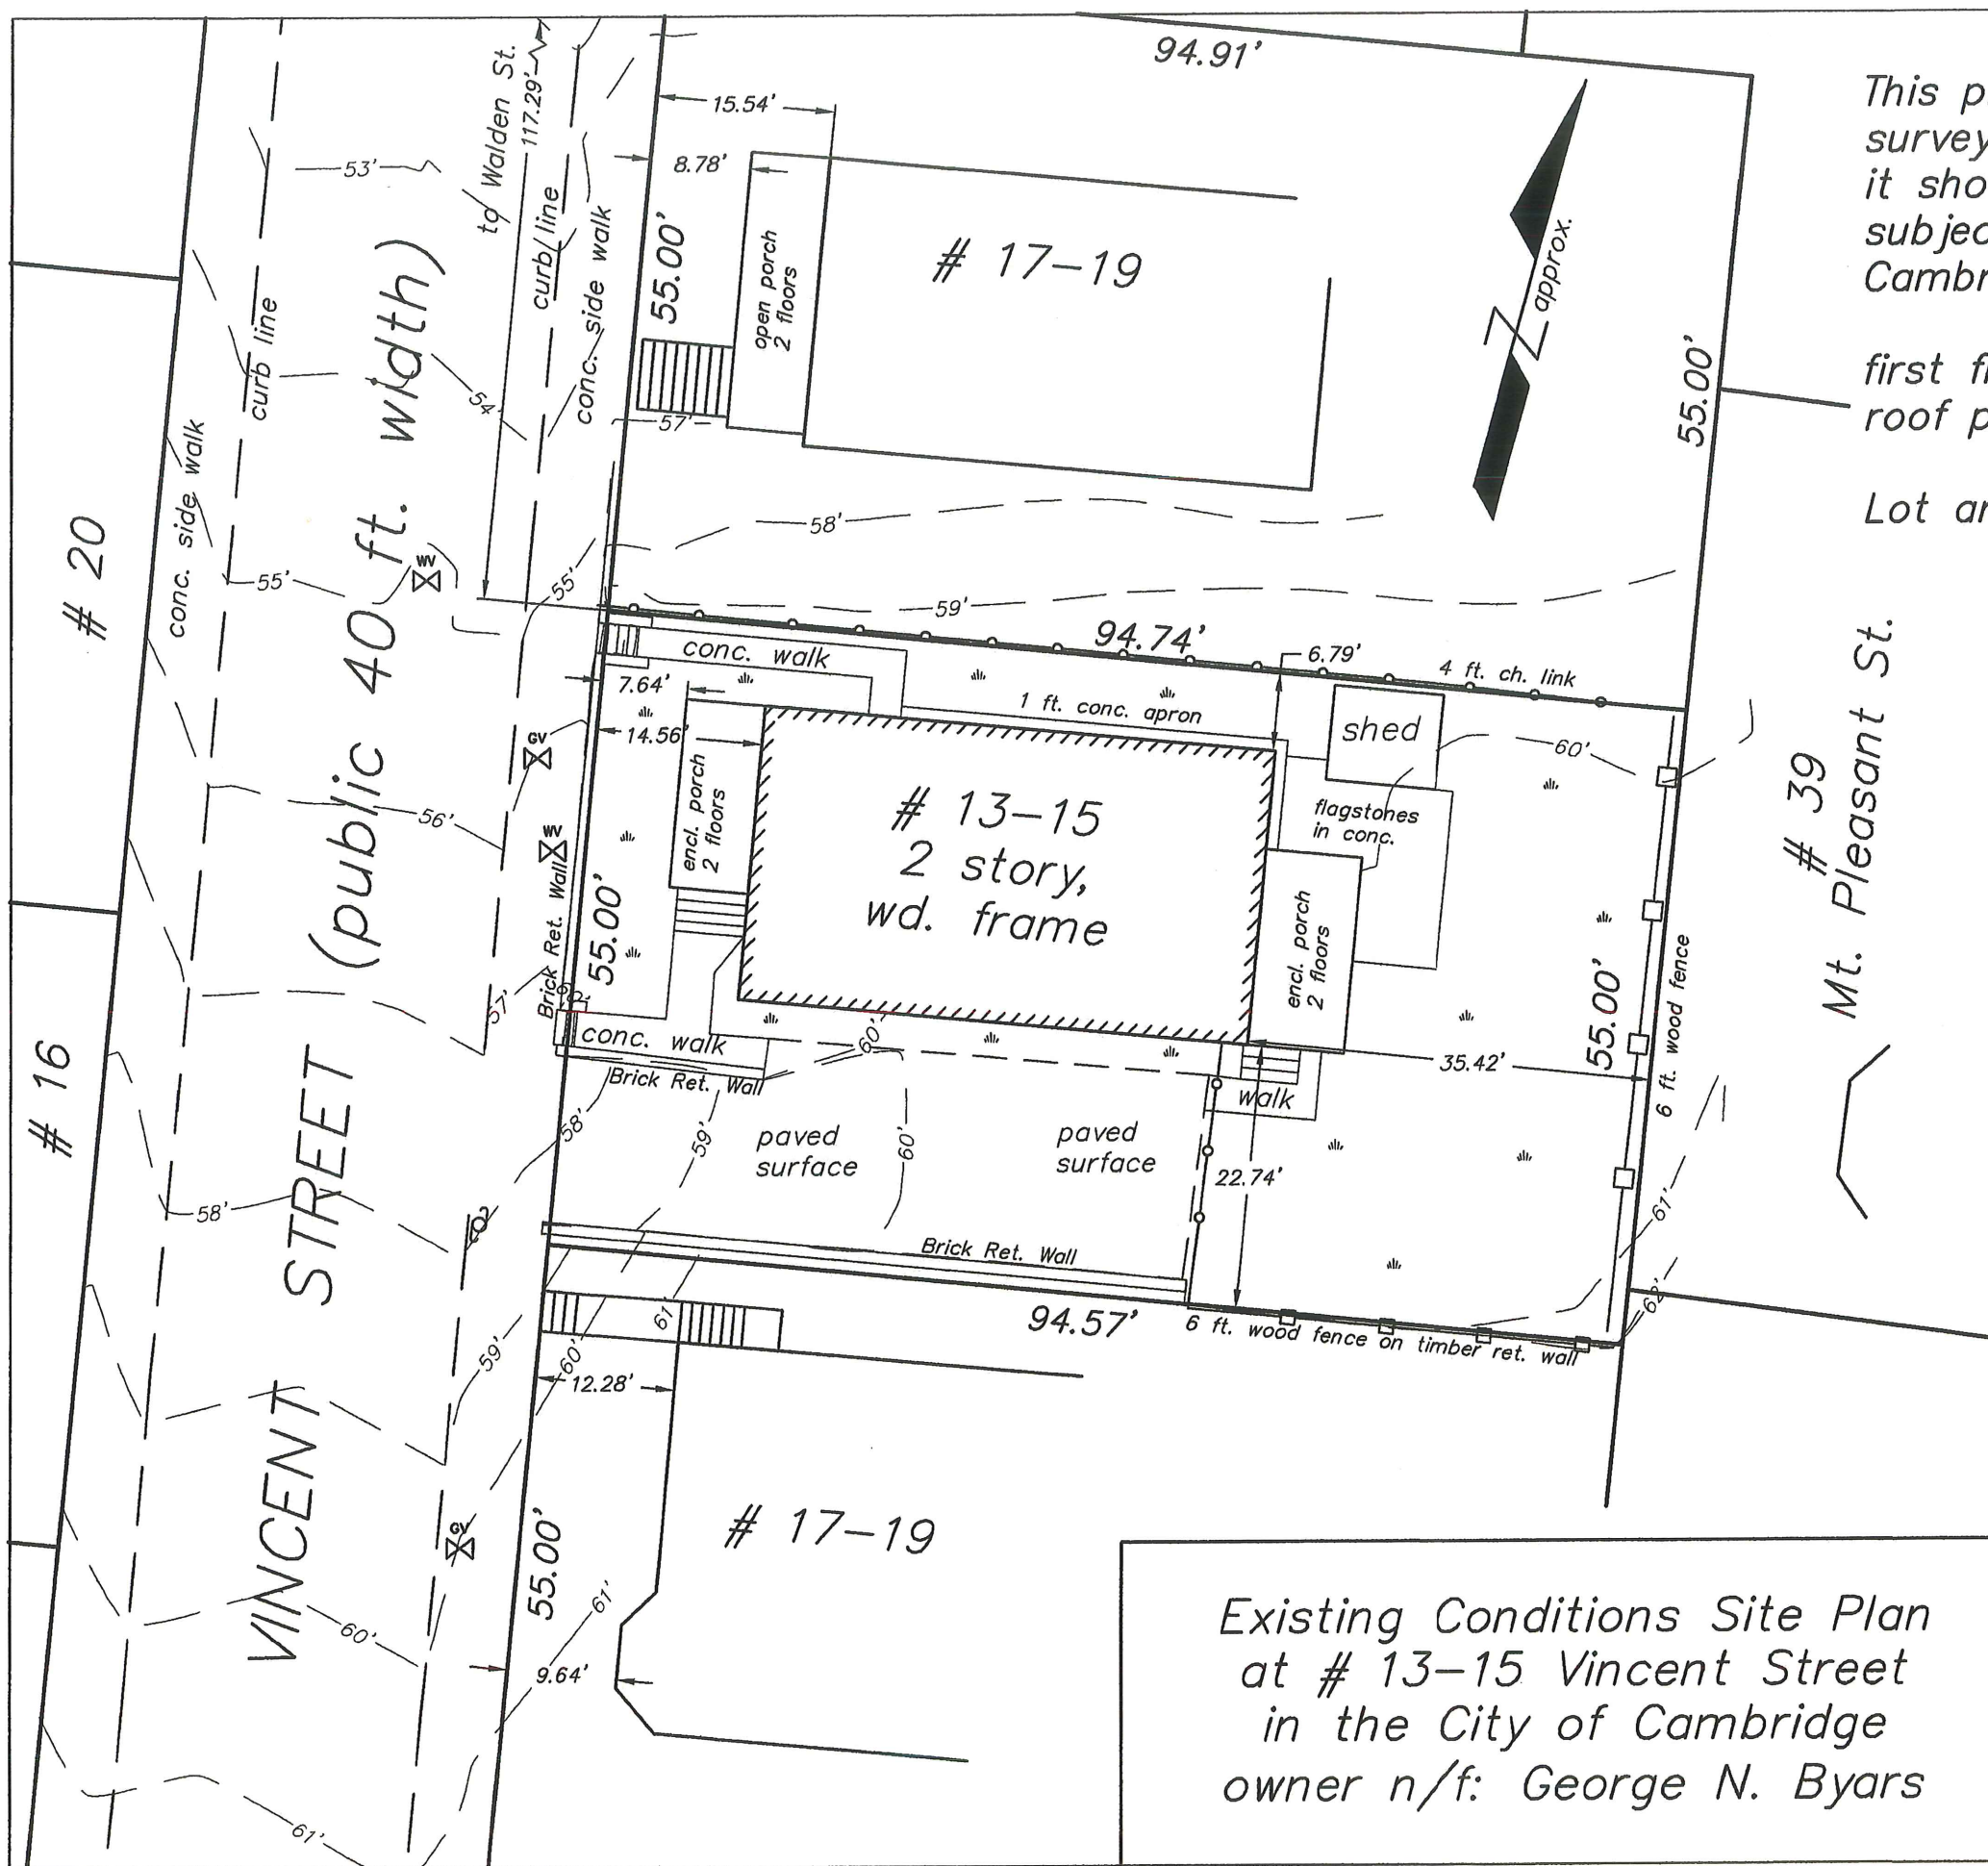 94.91'
15.54'
8.78'
to Walden St.
117.29'
curb line
conc. side walk
55.00'
open porch
2 floors
# 17-19
approx.
55.00'
53'
54'
57'
58'
59'
55'
55'
curb line
conc. side walk
# 20
# 16
VINCENT STREET (public 40 ft. width)
WV
GV
WV
GV
94.74'
6.79'
4 ft. ch. link
conc. walk
7.64'
14.56'
1 ft. conc. apron
shed
60'
flagstones
in conc.
encl. porch
2 floors
# 13-15
2 story,
wd. frame
encl. porch
2 floors
56'
57'
Brick Ret. Wall
55.00'
conc. walk
Brick Ret. Wall
60'
58'
59'
60'
paved
surface
paved
surface
walk
35.42'
22.74'
55.00'
6 ft. wood fence
61'
62'
# 39
Mt. Pleasant St.
Brick Ret. Wall
94.57'
6 ft. wood fence on timber ret. wall
58'
59'
60'
61'
12.28'
# 17-19
55.00'
61'
9.64'
60'
61'
This p
survey
it sho
subjec
Cambr
first fl
roof p
Lot ar
Existing Conditions Site Plan
at # 13-15 Vincent Street
in the City of Cambridge
owner n/f: George N. Byars